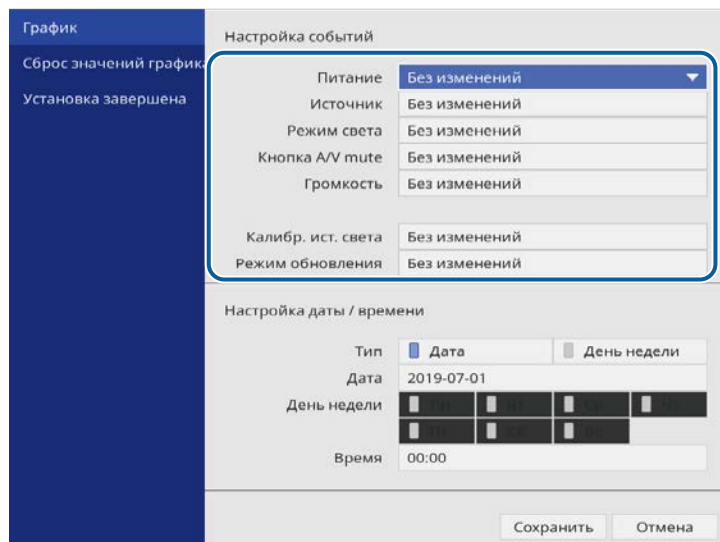 График
Сброс значений график
Установка завершена
Настройка событий
Питание Без изменений
Источник Без изменений
Режим света Без изменений
Кнопка A/V mute Без изменений
Громкость Без изменений
Калибр. ист. света Без изменений
Режим обновления Без изменений
Настройка даты / времени
Тип Дата День недели
Дата 2019-07-01
День недели
Время 00:00
Сохранить Отмена